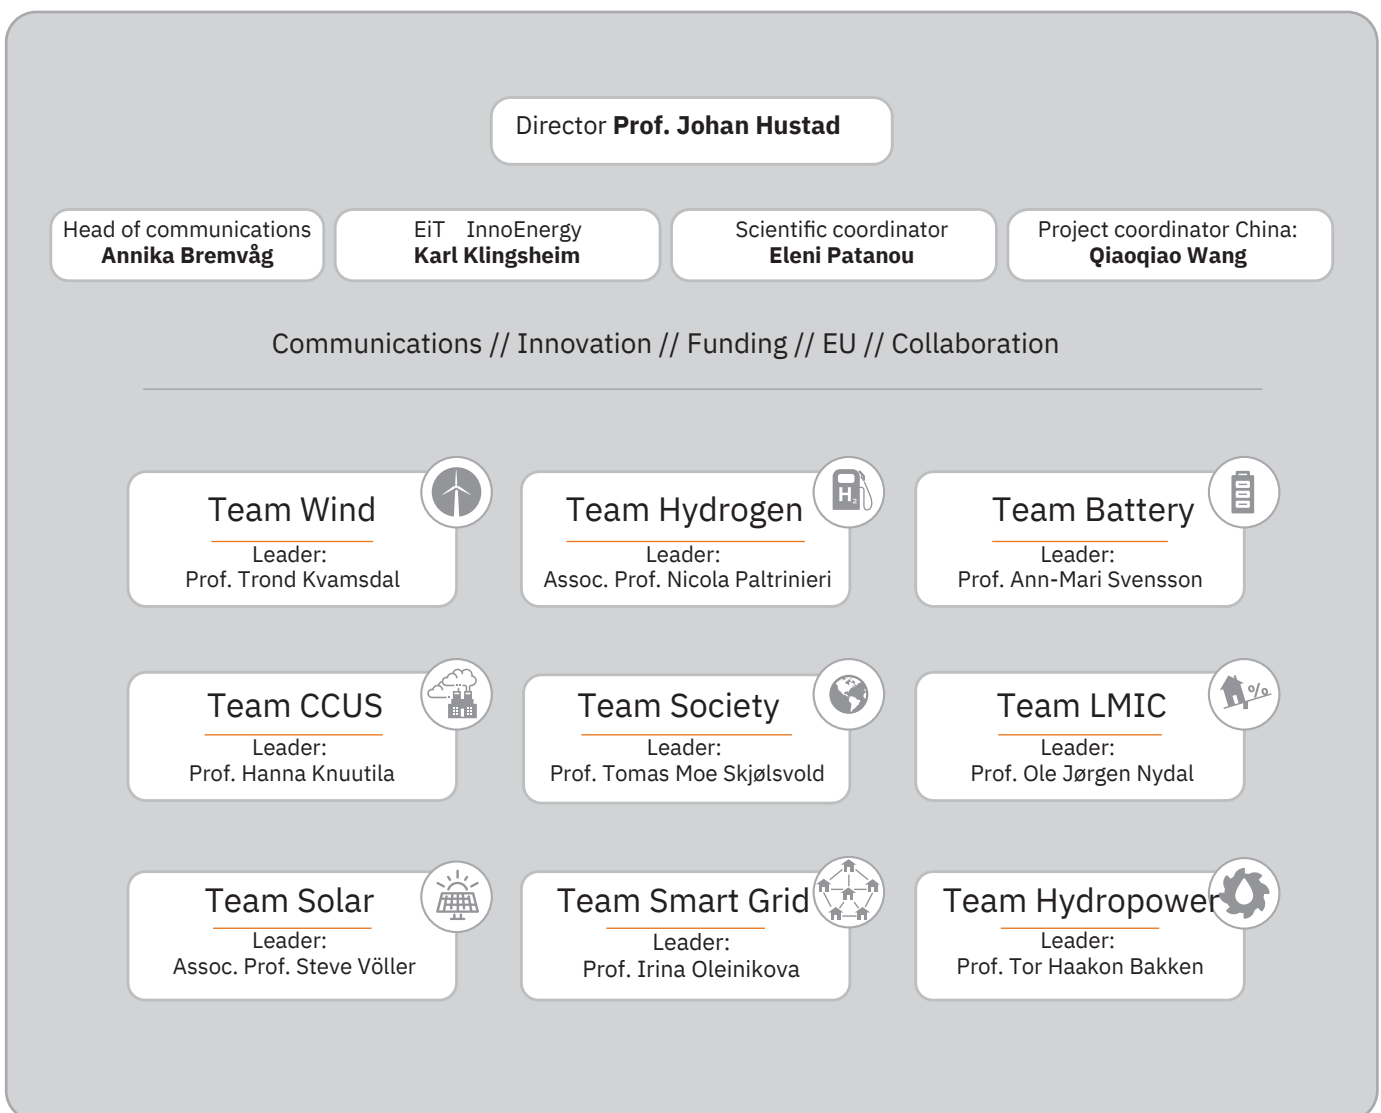 Director Prof. Johan Hustad
Head of communications
Annika Bremvåg
EiT InnoEnergy
Karl Klingsheim
Scientific coordinator
Eleni Patanou
Project coordinator China:
Qiaoqiao Wang
Communications // Innovation // Funding // EU // Collaboration
Team Wind
Leader:
Prof. Trond Kvamsdal
H2
Team Hydrogen
Leader:
Assoc. Prof. Nicola Paltrinieri
Team Battery
Leader:
Prof. Ann-Mari Svensson
Team CCUS
Leader:
Prof. Hanna Knuutila
Team Society
Leader:
Prof. Tomas Moe Skjølsvold
%
Team LMIC
Leader:
Prof. Ole Jørgen Nydal
Team Solar
Leader:
Assoc. Prof. Steve Völler
Team Smart Grid
Leader:
Prof. Irina Oleinikova
Team Hydropower
Leader:
Prof. Tor Haakon Bakken